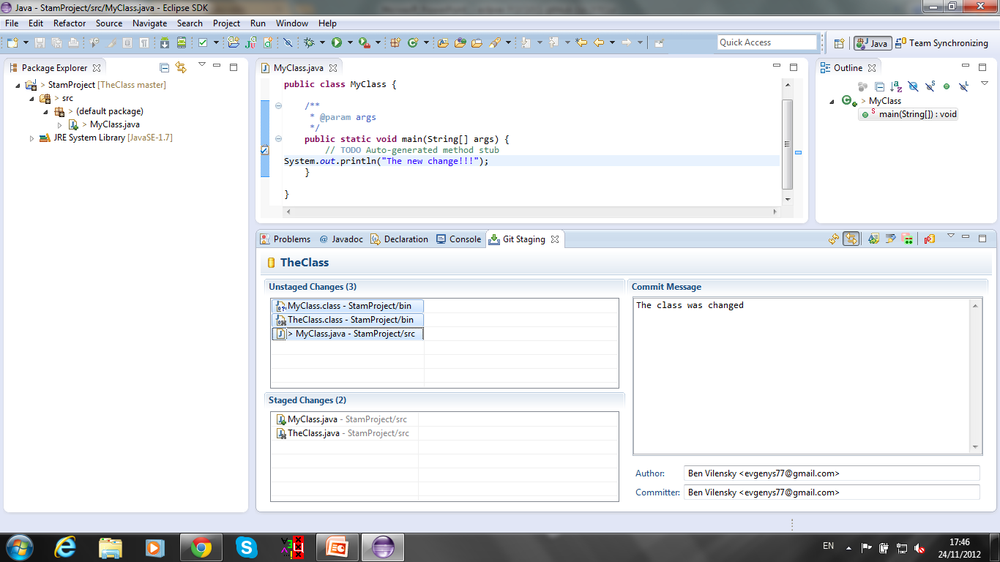 Java - StamProject/src/MyClass.java - Eclipse SDK
File Edit Refactor Source Navigate Search Project Run Window Help
Quick Access
Java
Team Synchronizing
Package Explorer
> StamProject [TheClass master]
> src
> (default package)
> MyClass.java
JRE System Library [JavaSE-1.7]
MyClass.java
public class MyClass {
/**
* @param args
*/
public static void main(String[] args) {
// TODO Auto-generated method stub
System.out.println("The new change!!!");
}
}
Outline
> MyClass
main(String[]) : void
Problems @ Javadoc Declaration Console Git Staging
TheClass
Unstaged Changes (3)
MyClass.class - StamProject/bin
TheClass.class - StamProject/bin
> MyClass.java - StamProject/src
Staged Changes (2)
MyClass.java - StamProject/src
TheClass.java - StamProject/src
Commit Message
The class was changed
Author: Ben Vilensky <evgenys77@gmail.com>
Committer: Ben Vilensky <evgenys77@gmail.com>
EN
17:46
24/11/2012